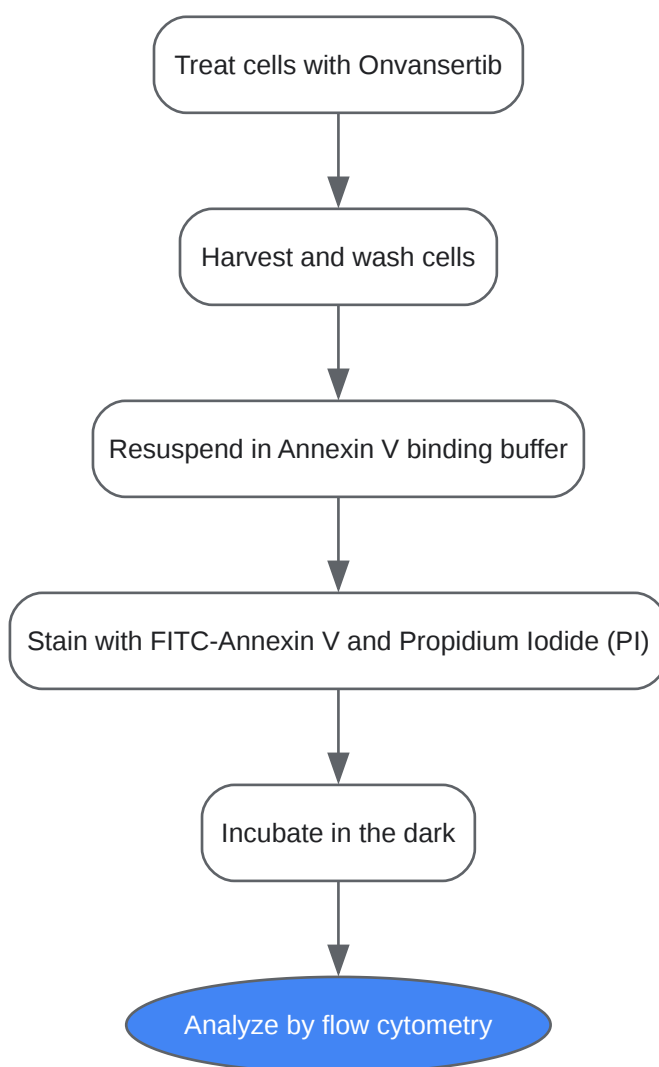 Treat cells with Onvansertib
Harvest and wash cells
Resuspend in Annexin V binding buffer
Stain with FITC-Annexin V and Propidium Iodide (PI)
Incubate in the dark
Analyze by flow cytometry